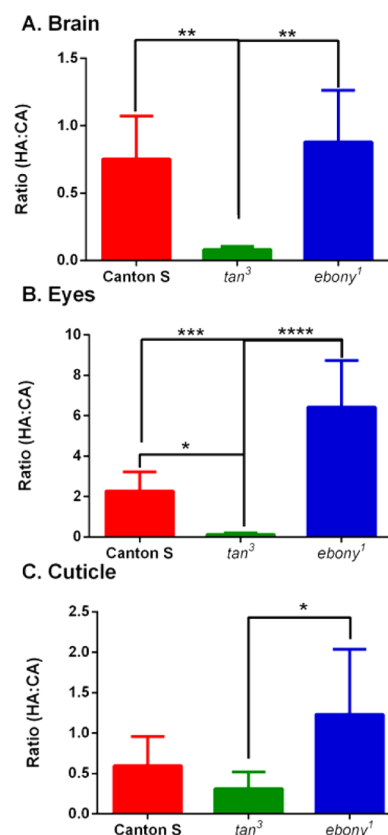 A. Brain
** **
Ratio (HA:CA)
1.5
1.0
0.5
0.0
Canton S tan3 ebony1
B. Eyes
*** ****
*
Ratio (HA:CA)
10
8
6
4
2
0
Canton S tan3 ebony1
C. Cuticle
*
Ratio (HA:CA)
2.5
2.0
1.5
1.0
0.5
0.0
Canton S tan3 ebony1